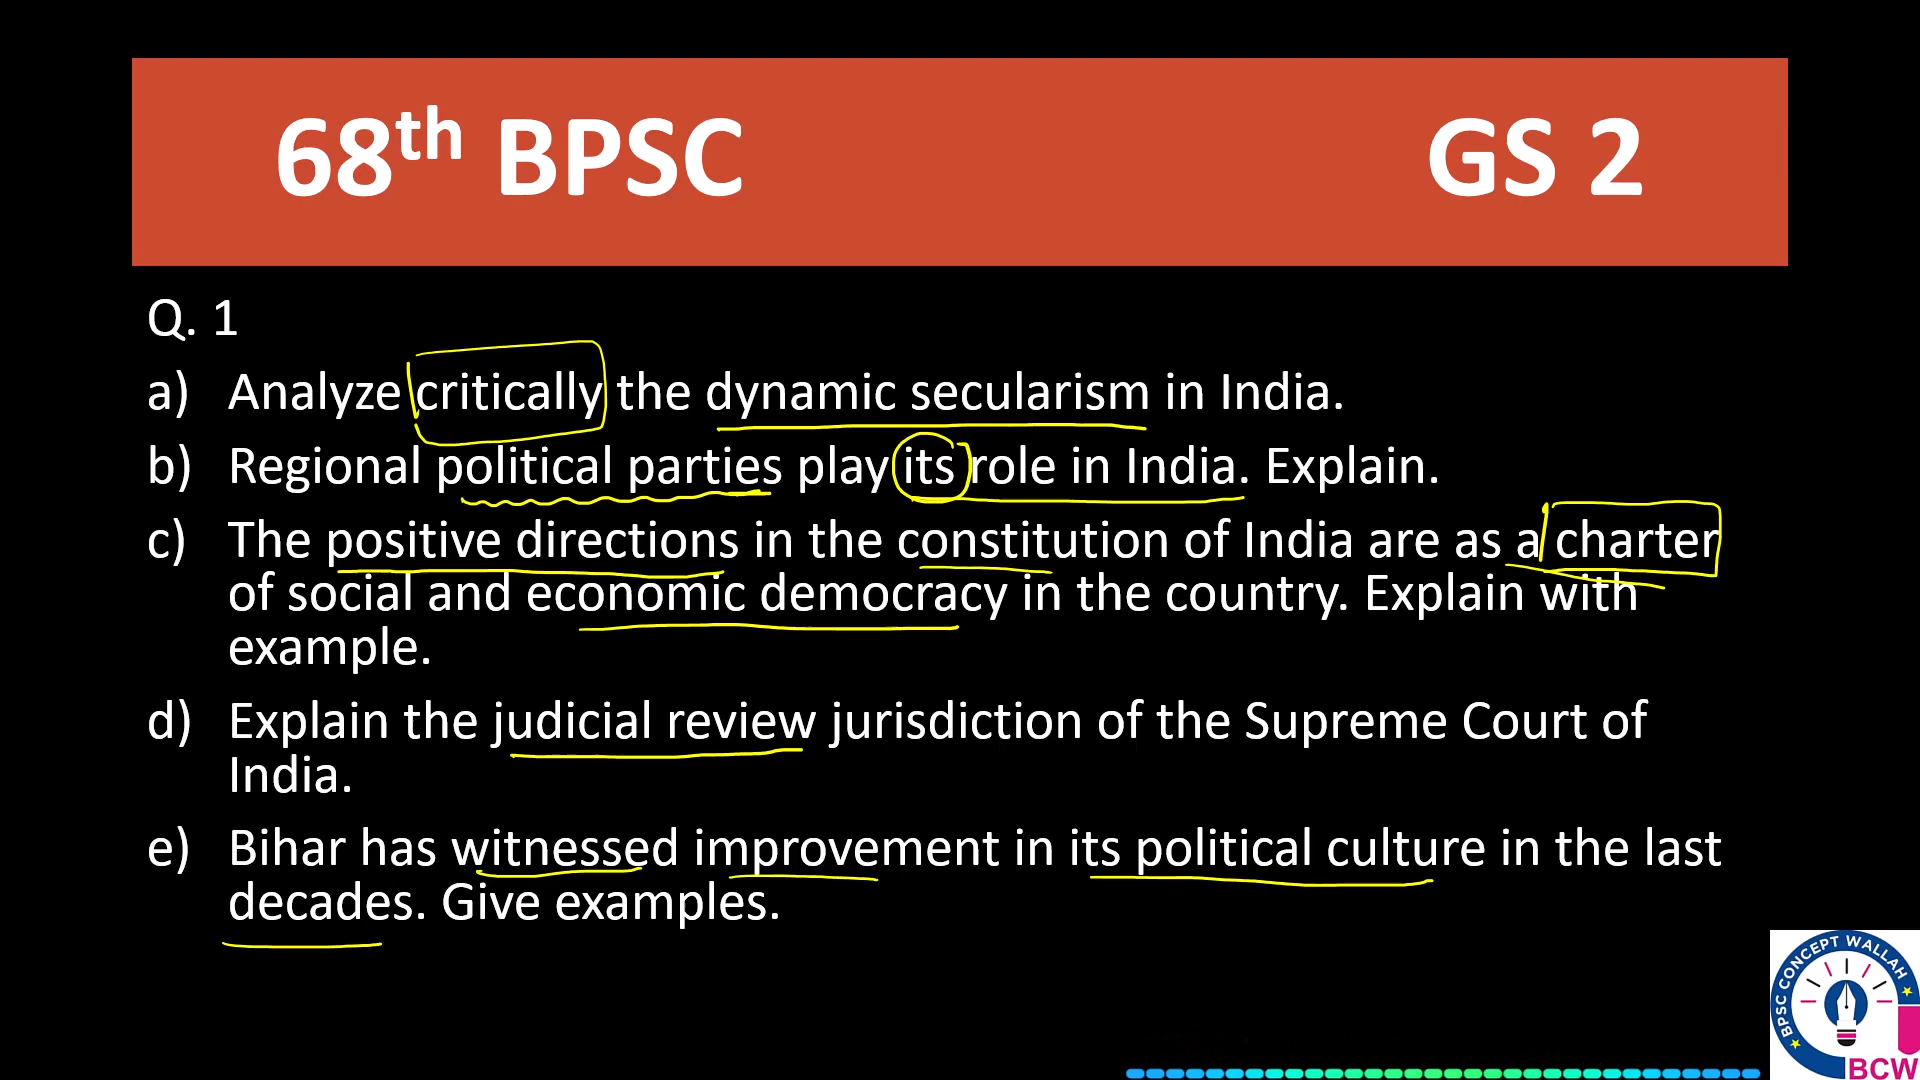 68th BPSC GS 2
Q. 1
a) Analyze critically the dynamic secularism in India.
b) Regional political parties play its role in India. Explain.
c) The positive directions in the constitution of India are as a charter
of social and economic democracy in the country. Explain with
example.
d) Explain the judicial review jurisdiction of the Supreme Court of
India.
e) Bihar has witnessed improvement in its political culture in the last
decades. Give examples.
BPSC CONCEPT WALLAH
BCW